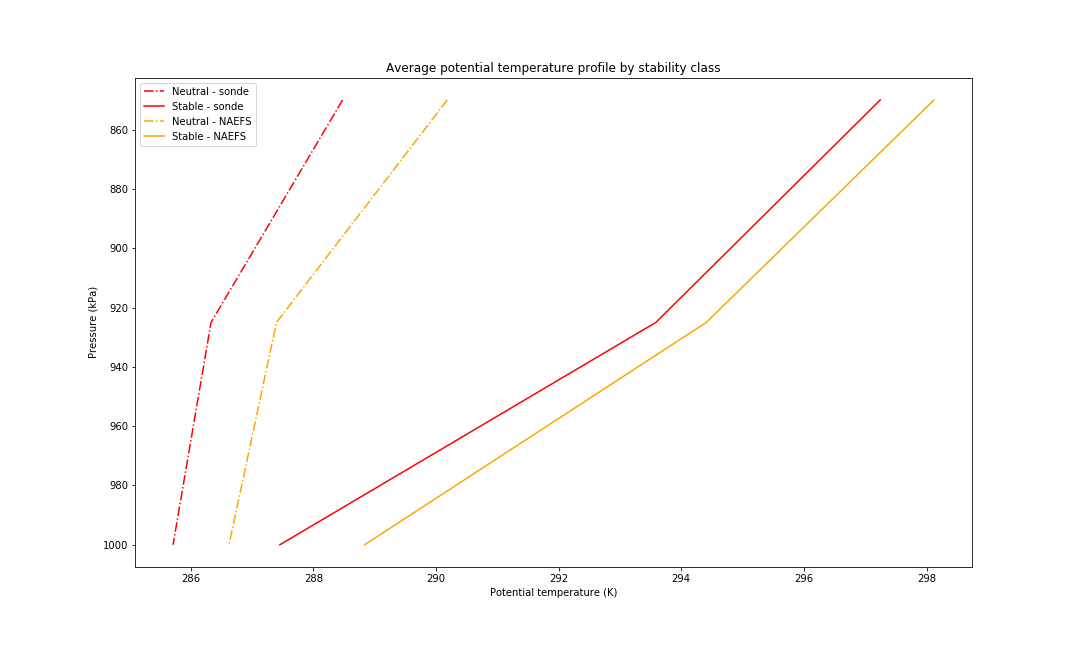 Average potential temperature profile by stability class
Neutral - sonde
Stable - sonde
Neutral - NAEFS
Stable - NAEFS
860
880
900
920
940
960
980
1000
Pressure (kPa)
286 288 290 292 294 296 298
Potential temperature (K)